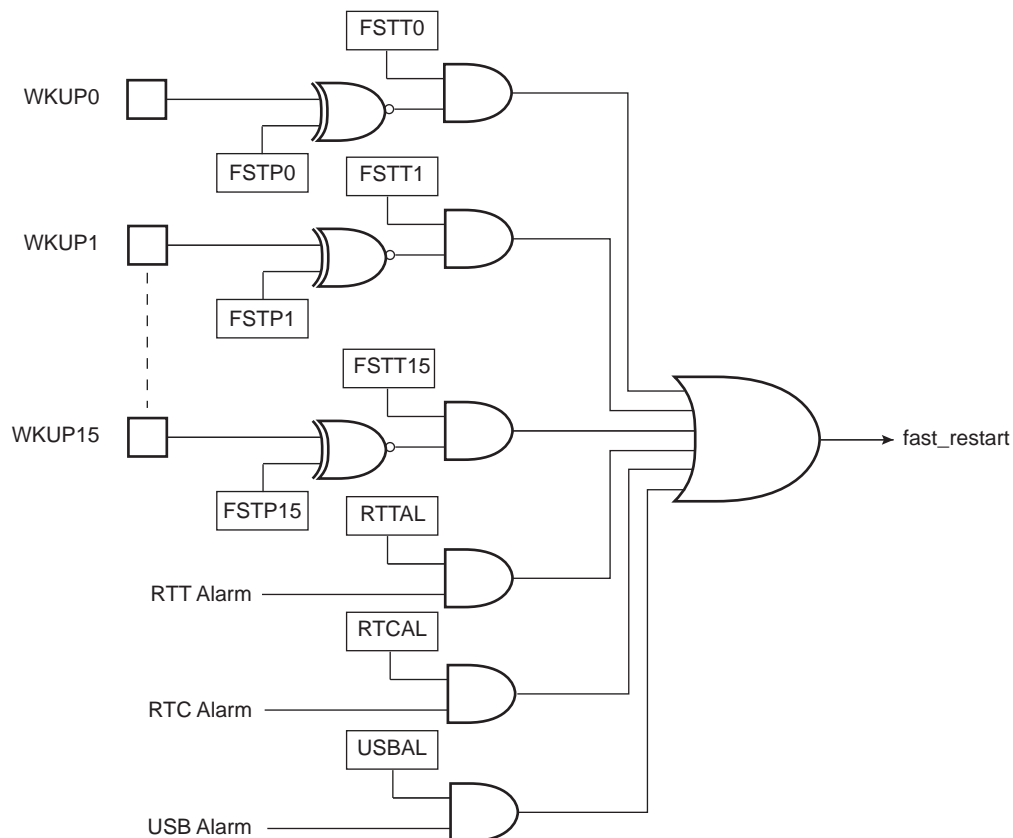 FSTT0
WKUP0
FSTP0
FSTT1
WKUP1
FSTP1
FSTT15
WKUP15
fast_restart
FSTP15
RTTAL
RTT Alarm
RTCAL
RTC Alarm
USBAL
USB Alarm